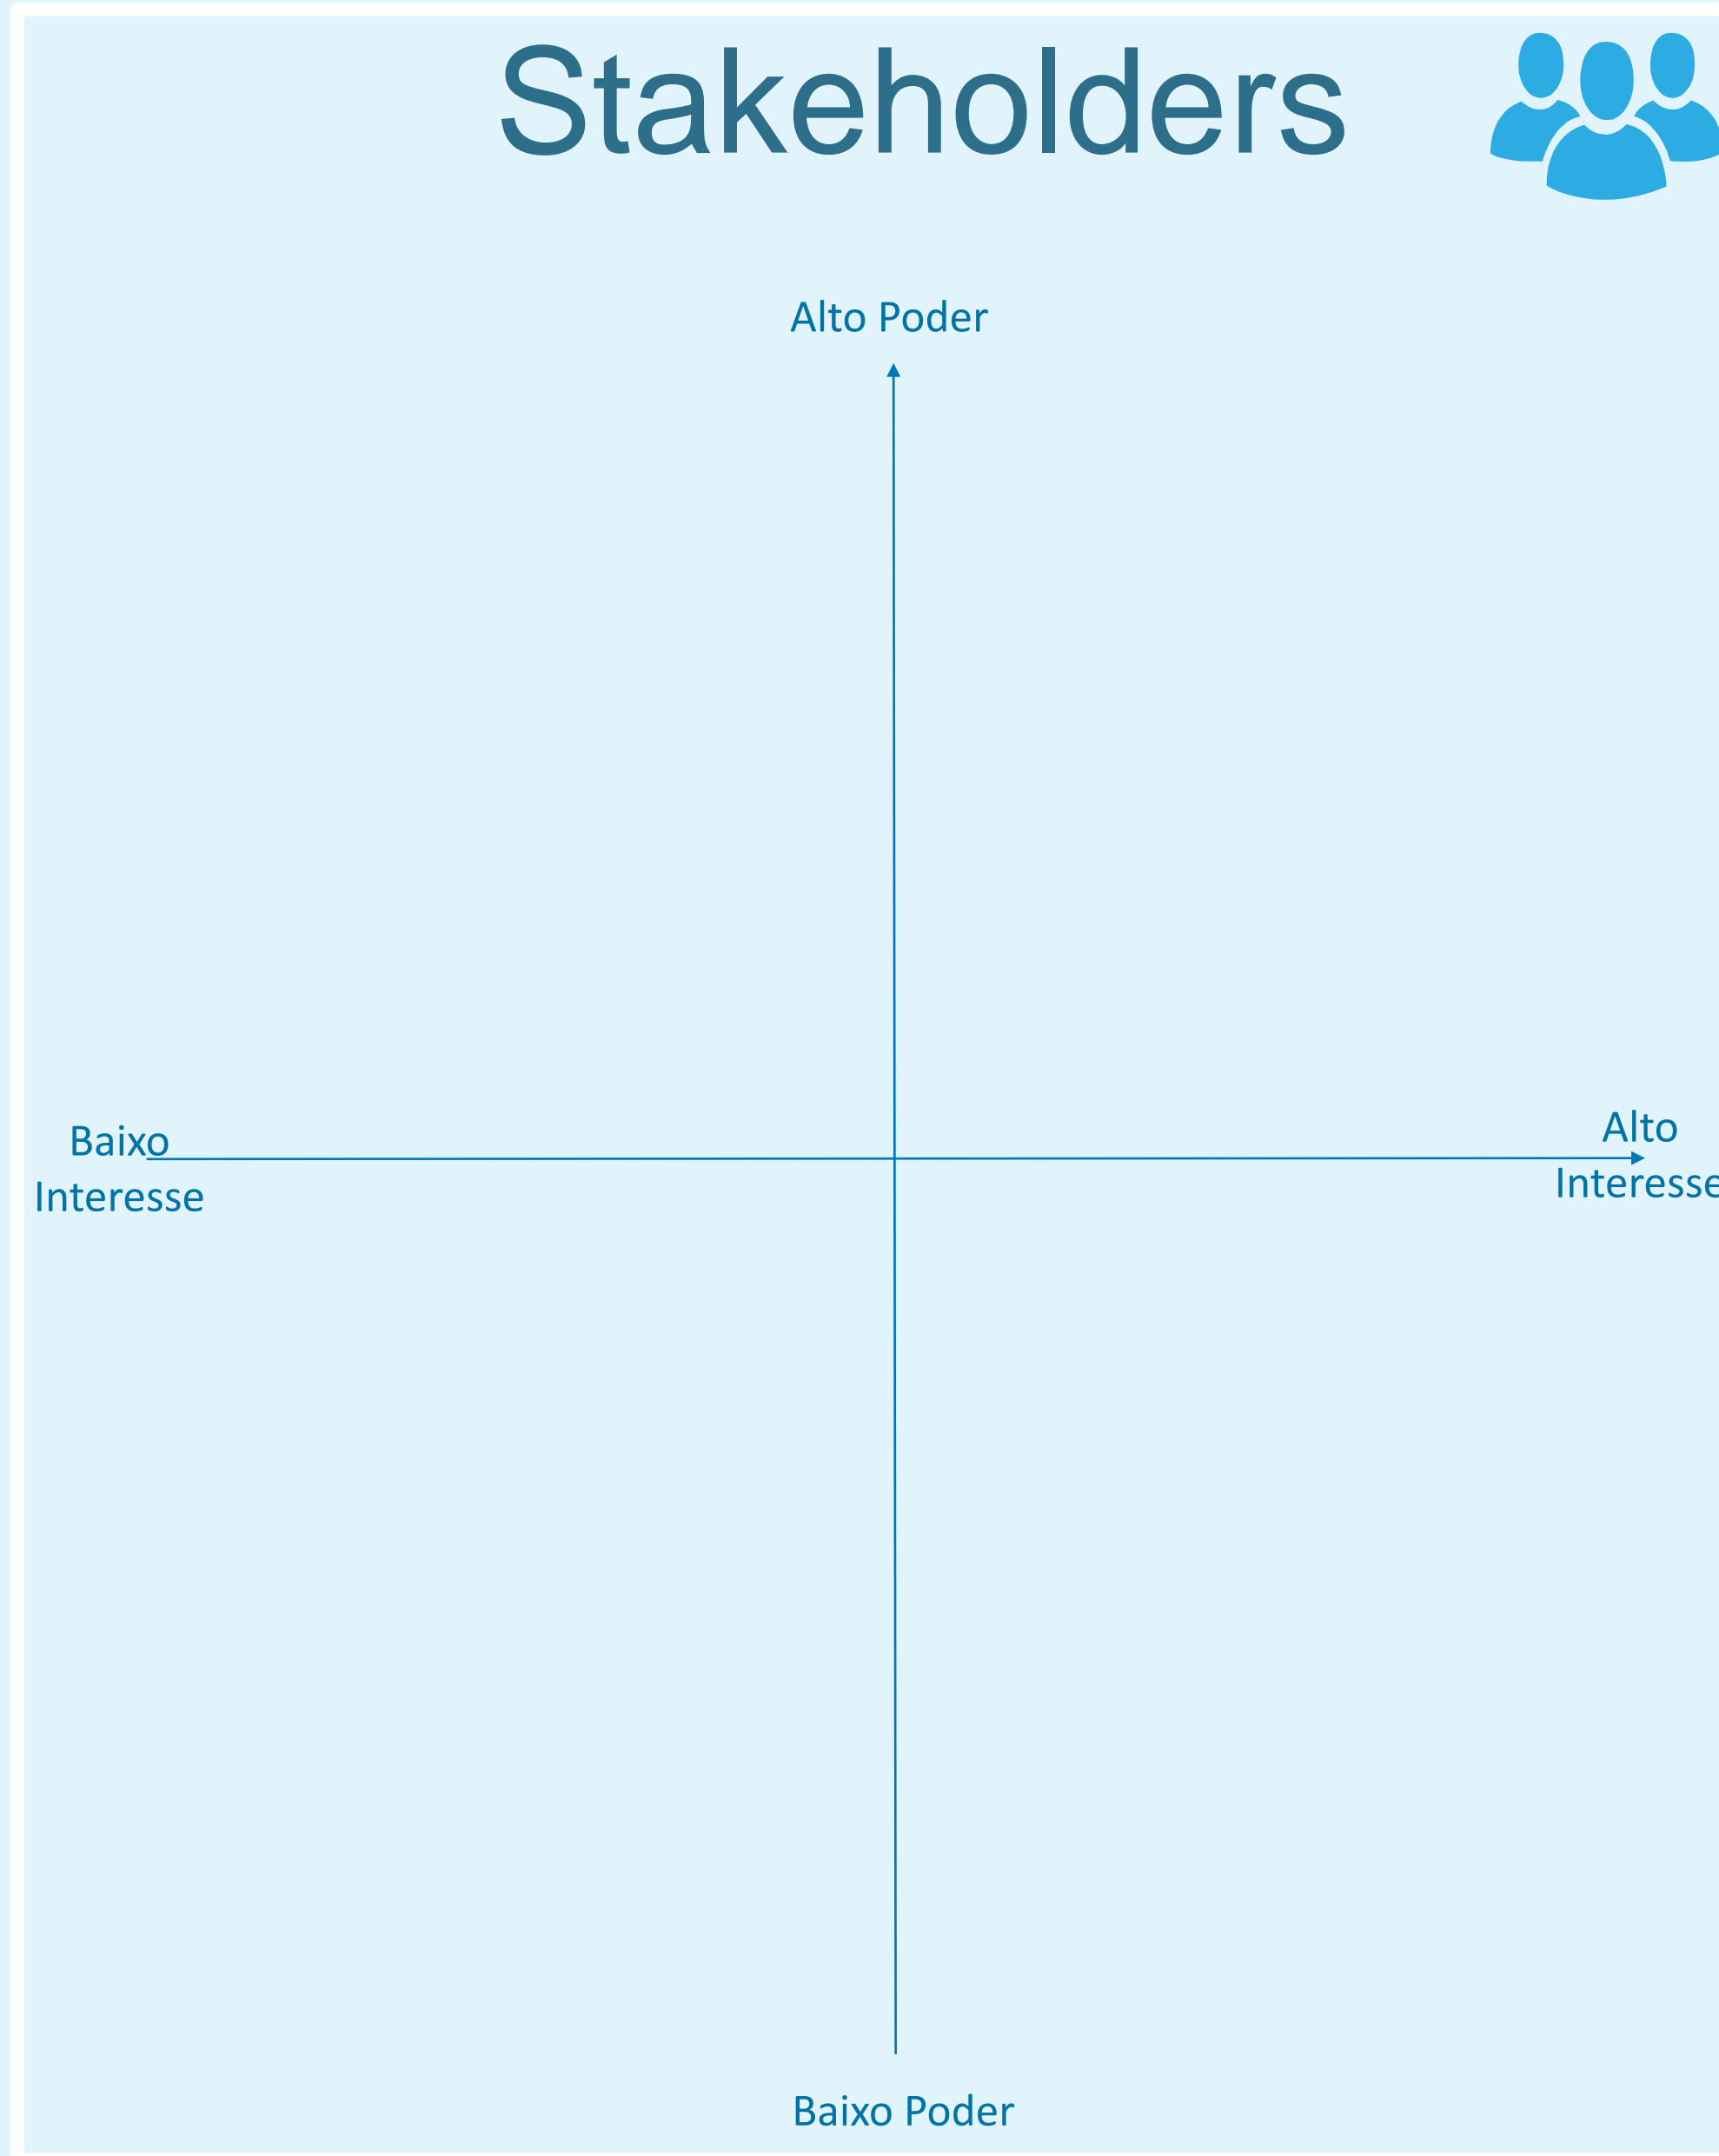 Stakeholders
Alto Poder
Baixo
Interesse
Alto
Interesse
Baixo Poder